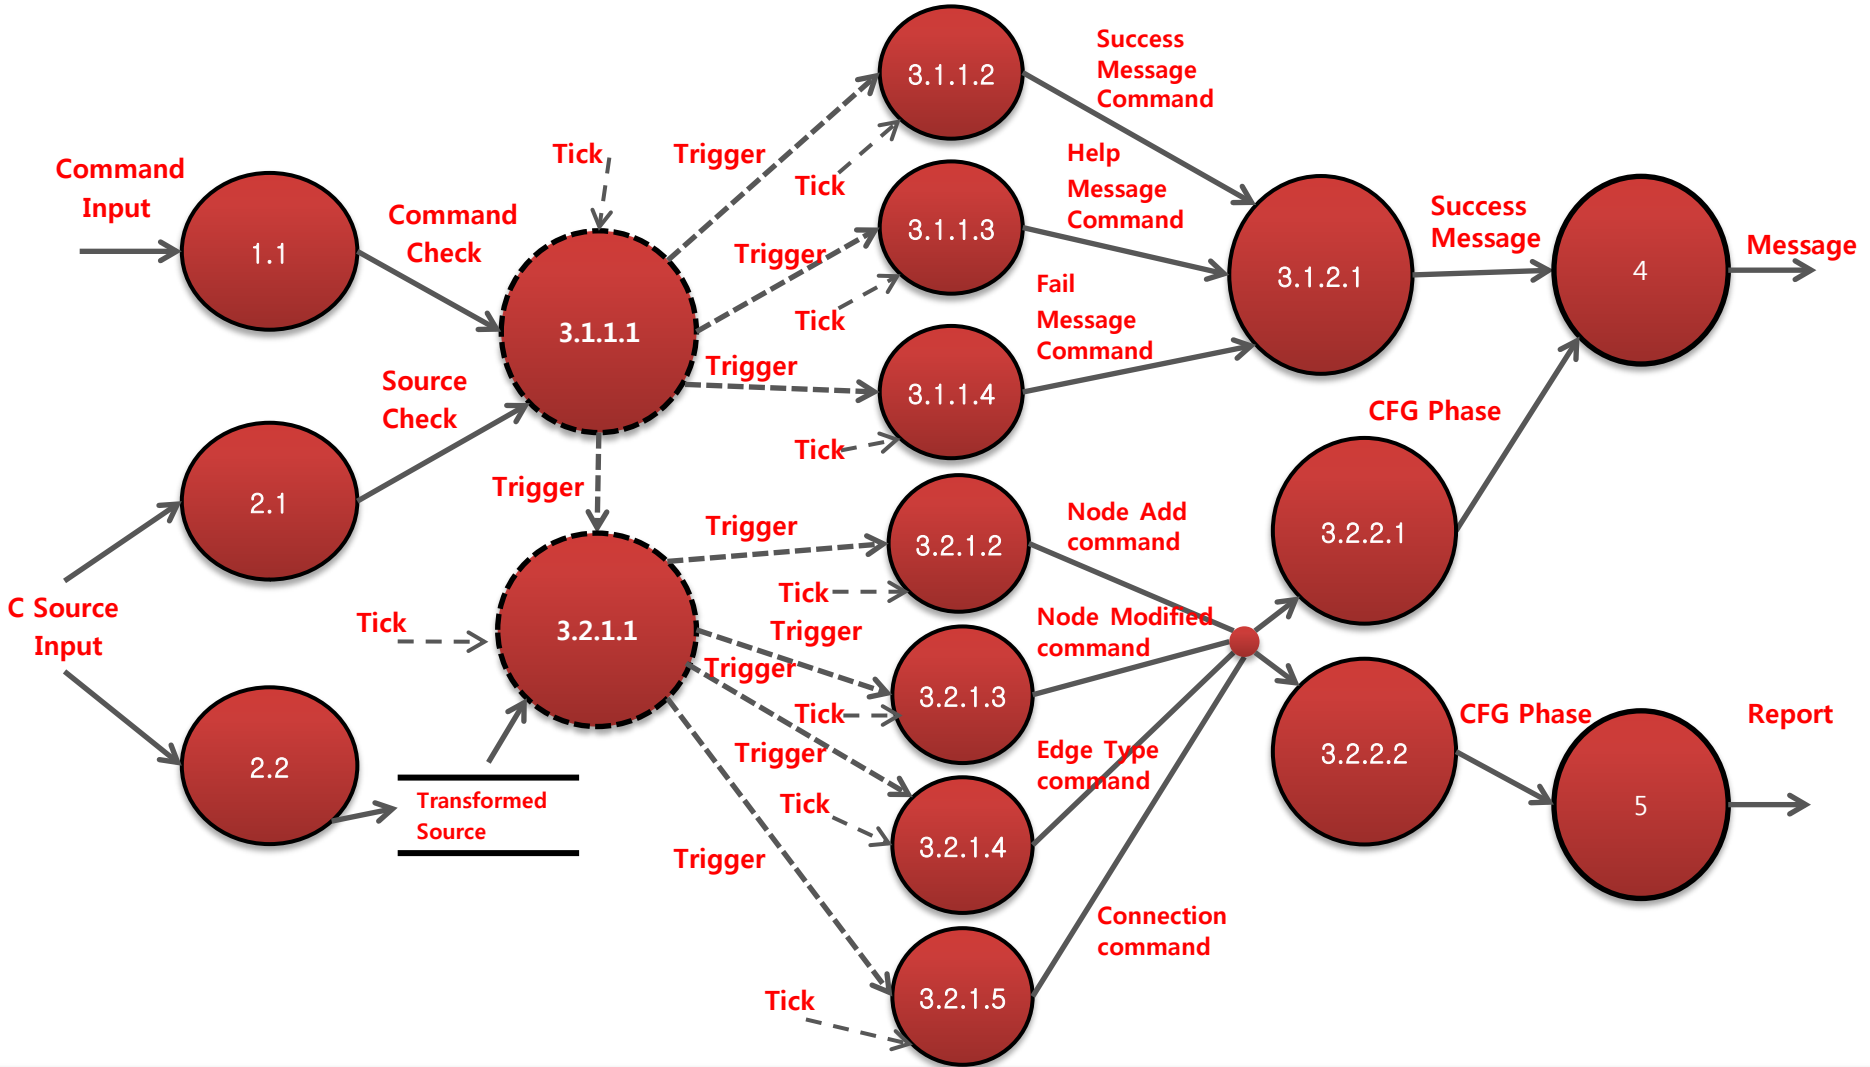 Command
Input
1.1
Command
Check
Source
Check
2.1
C Source
Input
2.2
Transformed
Source
Tick
3.1.1.1
Trigger
Tick
3.2.1.1
Trigger
Tick
3.1.1.2
Trigger
Tick
3.1.1.3
Trigger
Tick
3.1.1.4
Trigger
Tick
3.2.1.2
Trigger
Trigger
Tick
3.2.1.3
Trigger
Tick
3.2.1.4
Trigger
Tick
3.2.1.5
Success
Message
Command
Help
Message
Command
Fail
Message
Command
3.1.2.1
Success
Message
4
Message
CFG Phase
Node Add
command
Node Modified
command
Edge Type
command
Connection
command
3.2.2.1
3.2.2.2
CFG Phase
5
Report